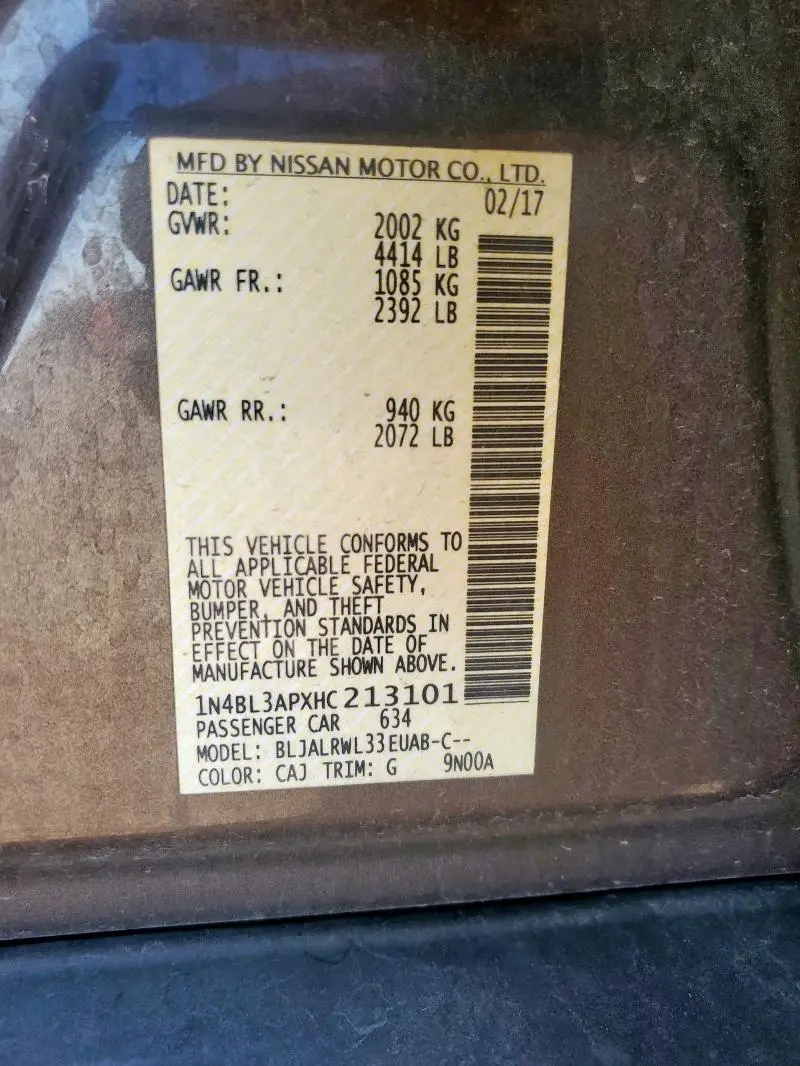 MFD BY NISSAN MOTOR CO., LTD.
DATE: 02/17
GVWR: 2002 KG
4414 LB
GAWR FR.: 1085 KG
2392 LB
GAWR RR.: 940 KG
2072 LB
THIS VEHICLE CONFORMS TO
ALL APPLICABLE FEDERAL
MOTOR VEHICLE SAFETY,
BUMPER, AND THEFT
PREVENTION STANDARDS IN
EFFECT ON THE DATE OF
MANUFACTURE SHOWN ABOVE.
1N4BL3APXHC213101
PASSENGER CAR 634
MODEL: BLJALRWL33EUAB-C--
COLOR: CAJ TRIM: G 9N00A